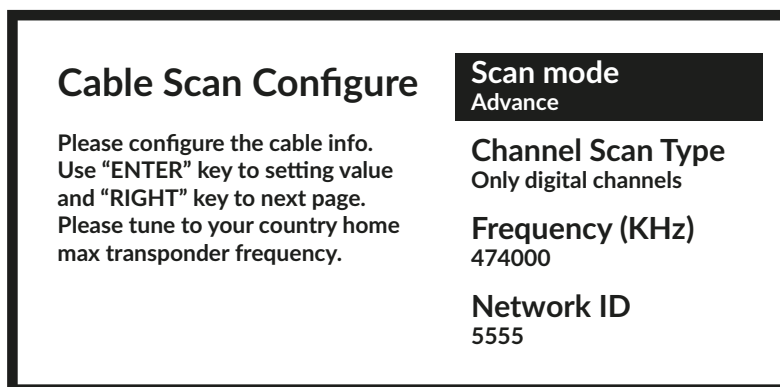 Cable Scan Configure
Please configure the cable info.
Use “ENTER” key to setting value
and “RIGHT” key to next page.
Please tune to your country home
max transponder frequency.
Scan mode
Advance
Channel Scan Type
Only digital channels
Frequency (KHz)
474000
Network ID
5555